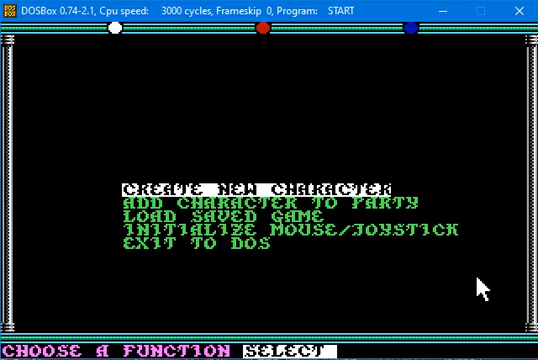 DOSBox 0.74-2.1, Cpu speed: 3000 cycles, Frameskip 0, Program: START
CREATE NEW CHARACTER
ADD CHARACTER TO PARTY
LOAD SAVED GAME
INITIALIZE MOUSE/JOYSTICK
EXIT TO DOS
CHOOSE A FUNCTION SELECT